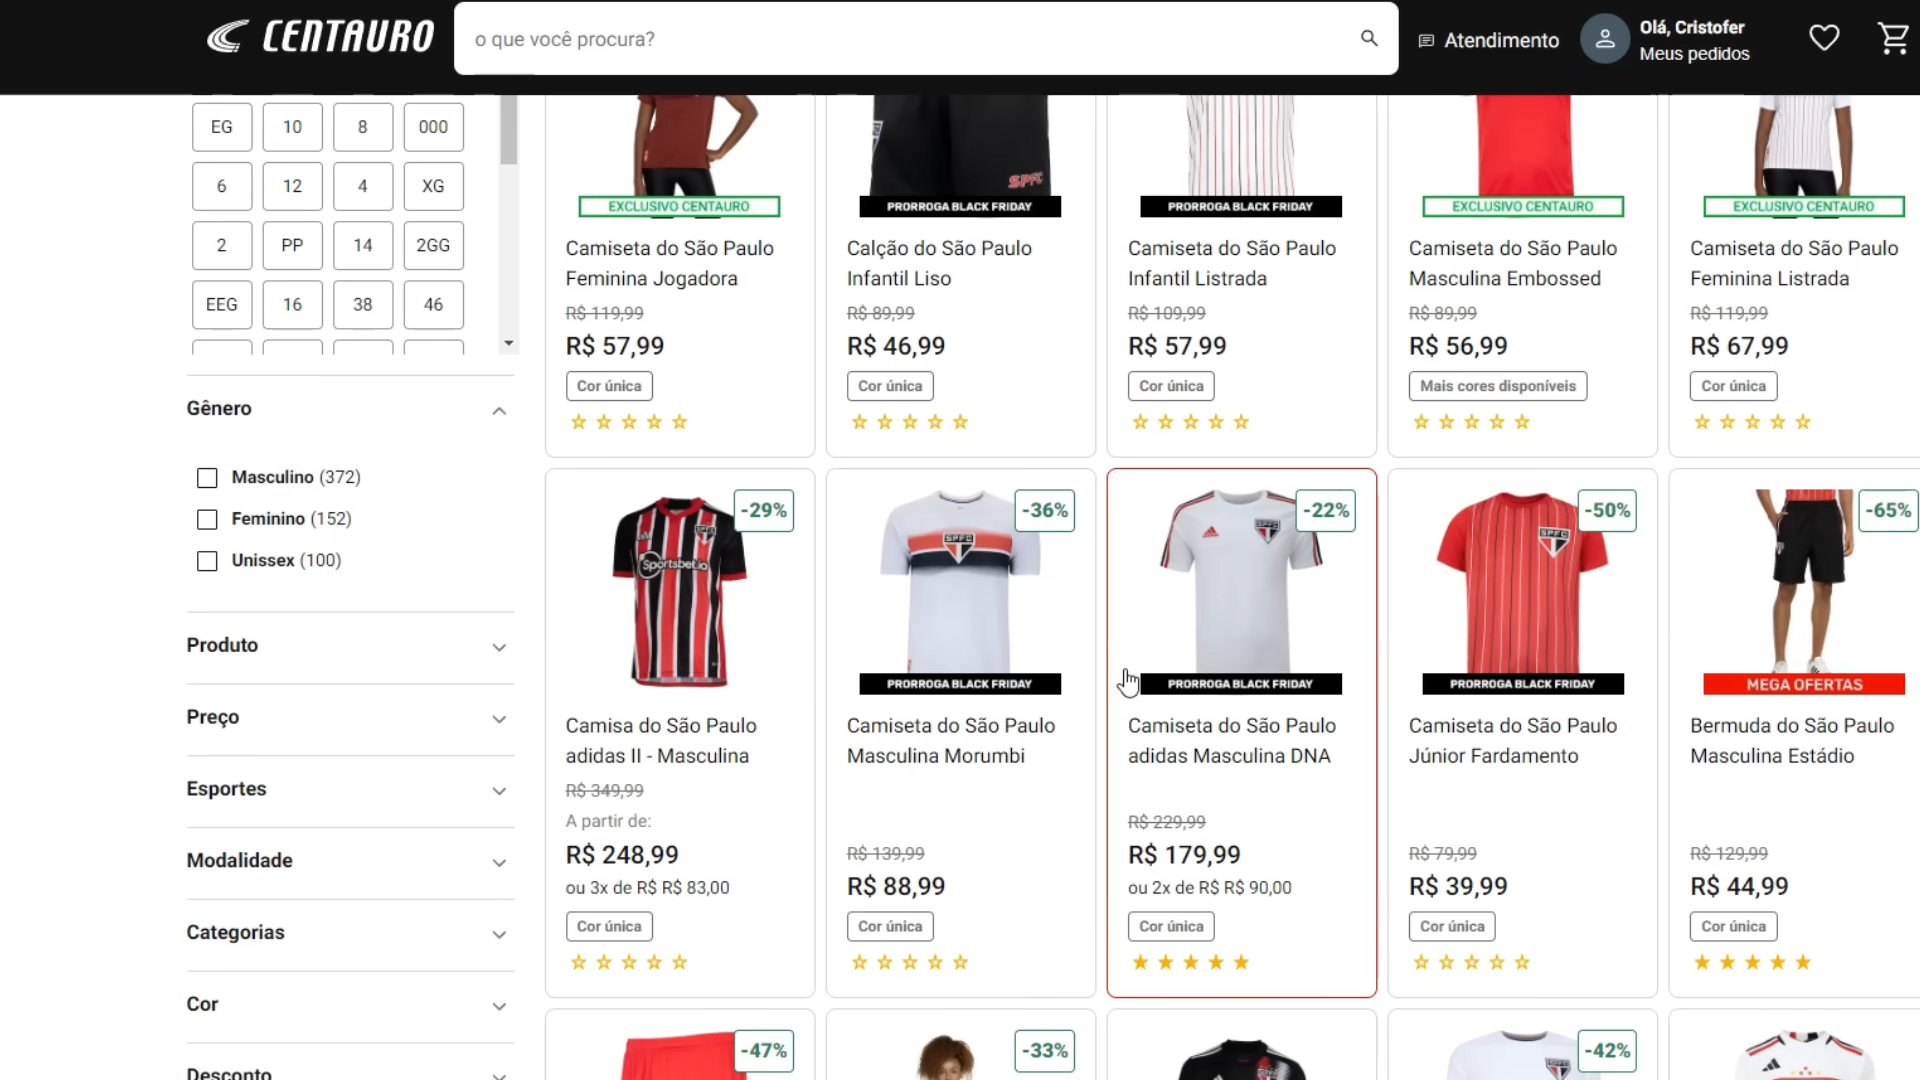 CENTAURO
o que você procura?
Atendimento
Olá, Cristofer
Meus pedidos
EG 10 8 000
6 12 4 XG
2 PP 14 2GG
EEG 16 38 46
Gênero
Masculino (372)
Feminino (152)
Unissex (100)
Produto
Preço
Esportes
Modalidade
Categorias
Cor
Desconto
EXCLUSIVO CENTAURO
Camiseta do São Paulo
Feminina Jogadora
R$ 119,99
R$ 57,99
Cor única
SPFC
PRORROGA BLACK FRIDAY
Calção do São Paulo
Infantil Liso
R$ 89,99
R$ 46,99
Cor única
PRORROGA BLACK FRIDAY
Camiseta do São Paulo
Infantil Listrada
R$ 109,99
R$ 57,99
Cor única
EXCLUSIVO CENTAURO
Camiseta do São Paulo
Masculina Embossed
R$ 89,99
R$ 56,99
Mais cores disponíveis
EXCLUSIVO CENTAURO
Camiseta do São Paulo
Feminina Listrada
R$ 119,99
R$ 67,99
Cor única
-29%
SPFC
Sportsbet.io
Camisa do São Paulo
adidas II - Masculina
R$ 349,99
A partir de:
R$ 248,99
ou 3x de R$ R$ 83,00
Cor única
-36%
SPFC
PRORROGA BLACK FRIDAY
Camiseta do São Paulo
Masculina Morumbi
R$ 139,99
R$ 88,99
Cor única
-22%
SPFC
PRORROGA BLACK FRIDAY
Camiseta do São Paulo
adidas Masculina DNA
R$ 229,99
R$ 179,99
ou 2x de R$ R$ 90,00
Cor única
-50%
SPFC
PRORROGA BLACK FRIDAY
Camiseta do São Paulo
Júnior Fardamento
R$ 79,99
R$ 39,99
Cor única
-65%
MEGA OFERTAS
Bermuda do São Paulo
Masculina Estádio
R$ 129,99
R$ 44,99
Cor única
-47%
-33%
-42%
SPFC